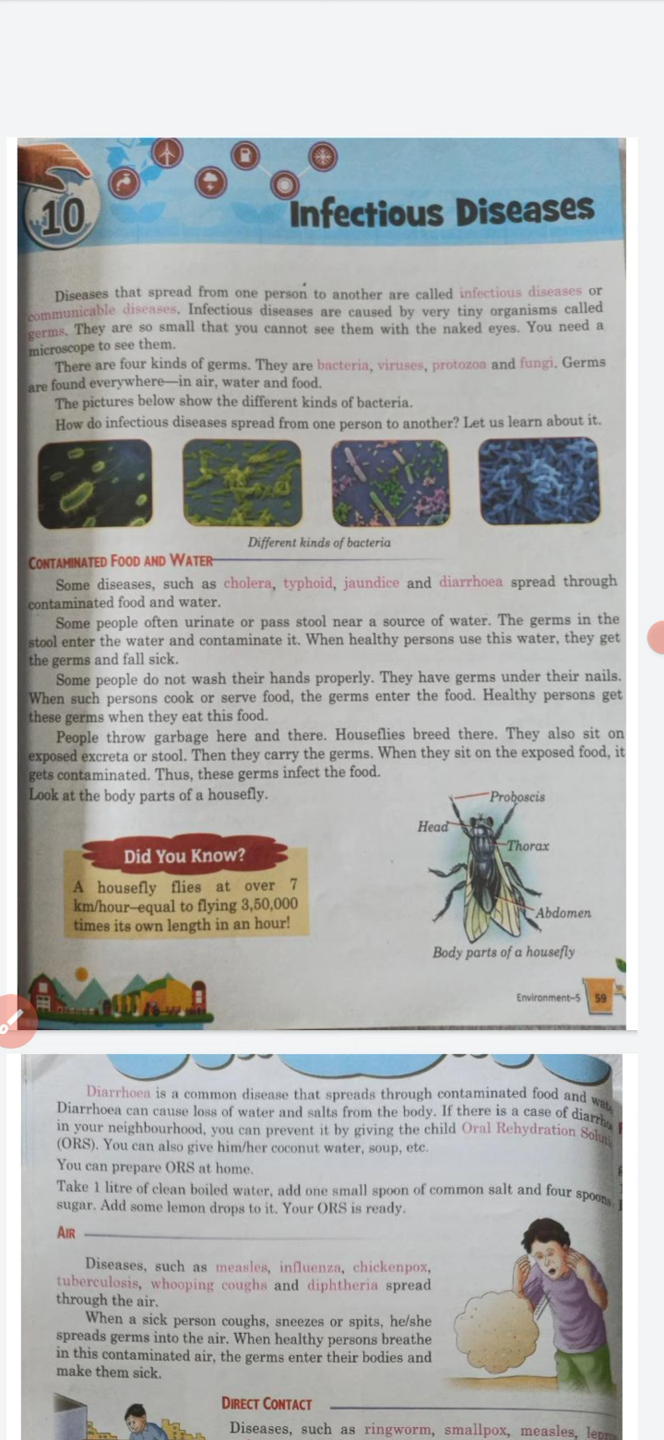 10
Infectious Diseases
Diseases that spread from one person to another are called infectious diseases or
communicable diseases. Infectious diseases are caused by very tiny organisms called
germs. They are so small that you cannot see them with the naked eyes. You need a
microscope to see them.
There are four kinds of germs. They are bacteria, viruses, protozoa and fungi. Germs
are found everywhere—in air, water and food.
The pictures below show the different kinds of bacteria.
How do infectious diseases spread from one person to another? Let us learn about it.
Different kinds of bacteria
CONTAMINATED FOOD AND WATER
Some diseases, such as cholera, typhoid, jaundice and diarrhoea spread through
contaminated food and water.
Some people often urinate or pass stool near a source of water. The germs in the
stool enter the water and contaminate it. When healthy persons use this water, they get
the germs and fall sick.
Some people do not wash their hands properly. They have germs under their nails.
When such persons cook or serve food, the germs enter the food. Healthy persons get
these germs when they eat this food.
People throw garbage here and there. Houseflies breed there. They also sit on
exposed excreta or stool. Then they carry the germs. When they sit on the exposed food, it
gets contaminated. Thus, these germs infect the food.
Look at the body parts of a housefly.
Proboscis
Head
Thorax
Abdomen
Body parts of a housefly
Did You Know?
A housefly flies at over 7
km/hour–equal to flying 3,50,000
times its own length in an hour!
Environment–5 59
Diarrhoea is a common disease that spreads through contaminated food and
Diarrhoea can cause loss of water and salts from the body. If there is a case of
in your neighbourhood, you can prevent it by giving the child Oral Rehydration
(ORS). You can also give him/her coconut water, soup, etc.
You can prepare ORS at home.
Take 1 litre of clean boiled water, add one small spoon of common salt and four spoons
sugar. Add some lemon drops to it. Your ORS is ready.
AIR
Diseases, such as measles, influenza, chickenpox,
tuberculosis, whooping coughs and diphtheria spread
through the air.
When a sick person coughs, sneezes or spits, he/she
spreads germs into the air. When healthy persons breathe
in this contaminated air, the germs enter their bodies and
make them sick.
DIRECT CONTACT
Diseases, such as ringworm, smallpox, measles,